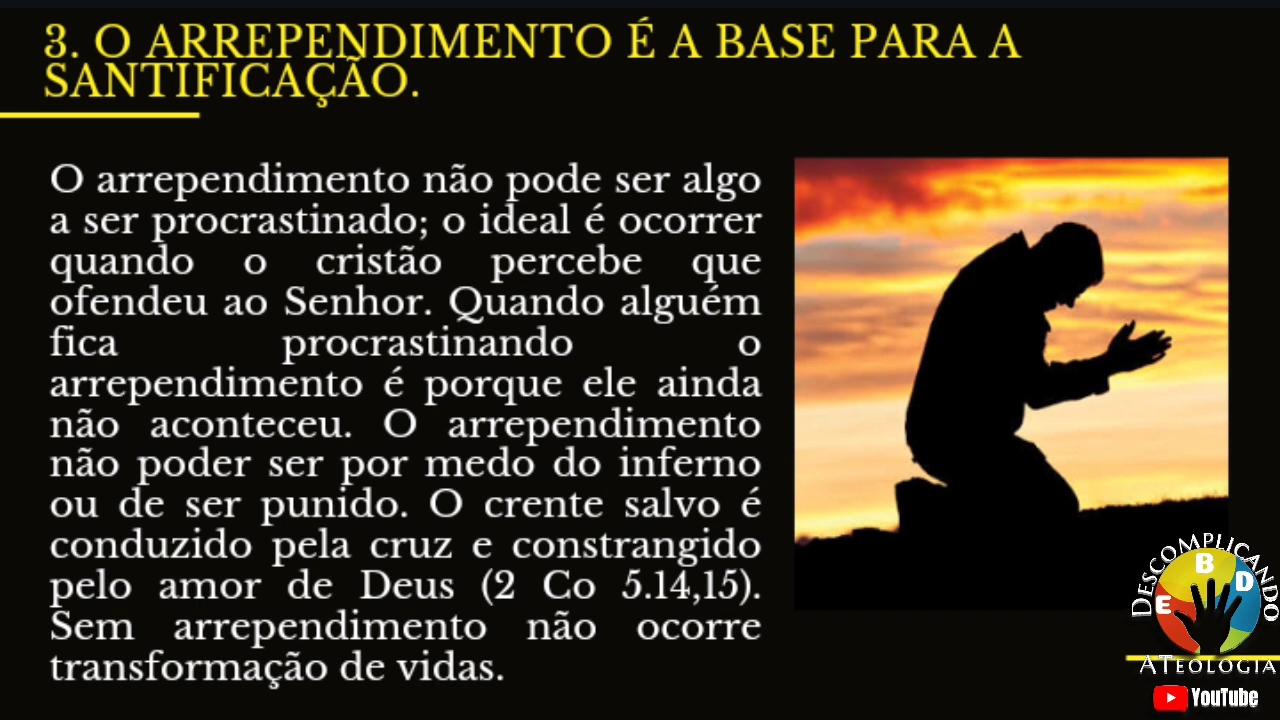 3. O ARREPENDIMENTO É A BASE PARA A
SANTIFICAÇÃO.
O arrependimento não pode ser algo
a ser procrastinado; o ideal é ocorrer
quando o cristão percebe que
ofendeu ao Senhor. Quando alguém
fica procrastinando o
arrependimento é porque ele ainda
não aconteceu. O arrependimento
não poder ser por medo do inferno
ou de ser punido. O crente salvo é
conduzido pela cruz e constrangido
pelo amor de Deus (2 Co 5.14,15).
Sem arrependimento não ocorre
transformação de vidas.
DESCOMPLICANDO
E B D
ATEOLOGIA
YouTube